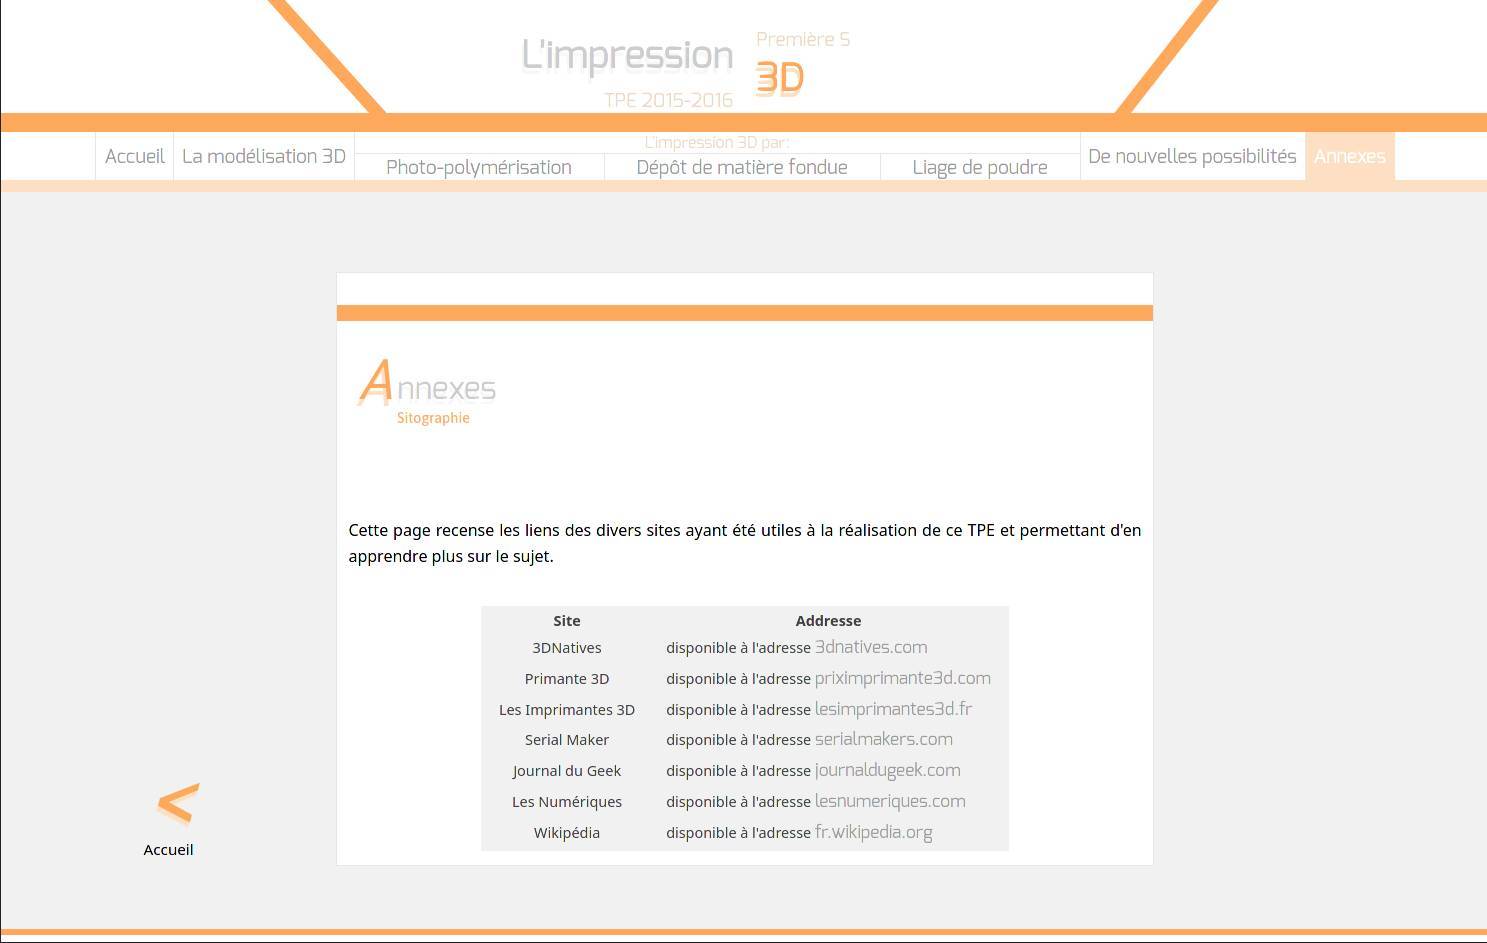 L'impression
Première S
3D
TPE 2015-2016
Accueil
La modélisation 3D
L'impression 3D par:
Photo-polymérisation
Dépôt de matière fondue
Liage de poudre
De nouvelles possibilités
Annexes
Annexes
Sitographie
Cette page recense les liens des divers sites ayant été utiles à la réalisation de ce TPE et permettant d'en
apprendre plus sur le sujet.
Site Addresse
3DNatives disponible à l'adresse 3dnatives.com
Primante 3D disponible à l'adresse priximprimante3d.com
Les Imprimantes 3D disponible à l'adresse lesimprimantes3d.fr
Serial Maker disponible à l'adresse serialmakers.com
Journal du Geek disponible à l'adresse journaldugeek.com
Les Numériques disponible à l'adresse lesnumeriques.com
Wikipédia disponible à l'adresse fr.wikipedia.org
<
Accueil